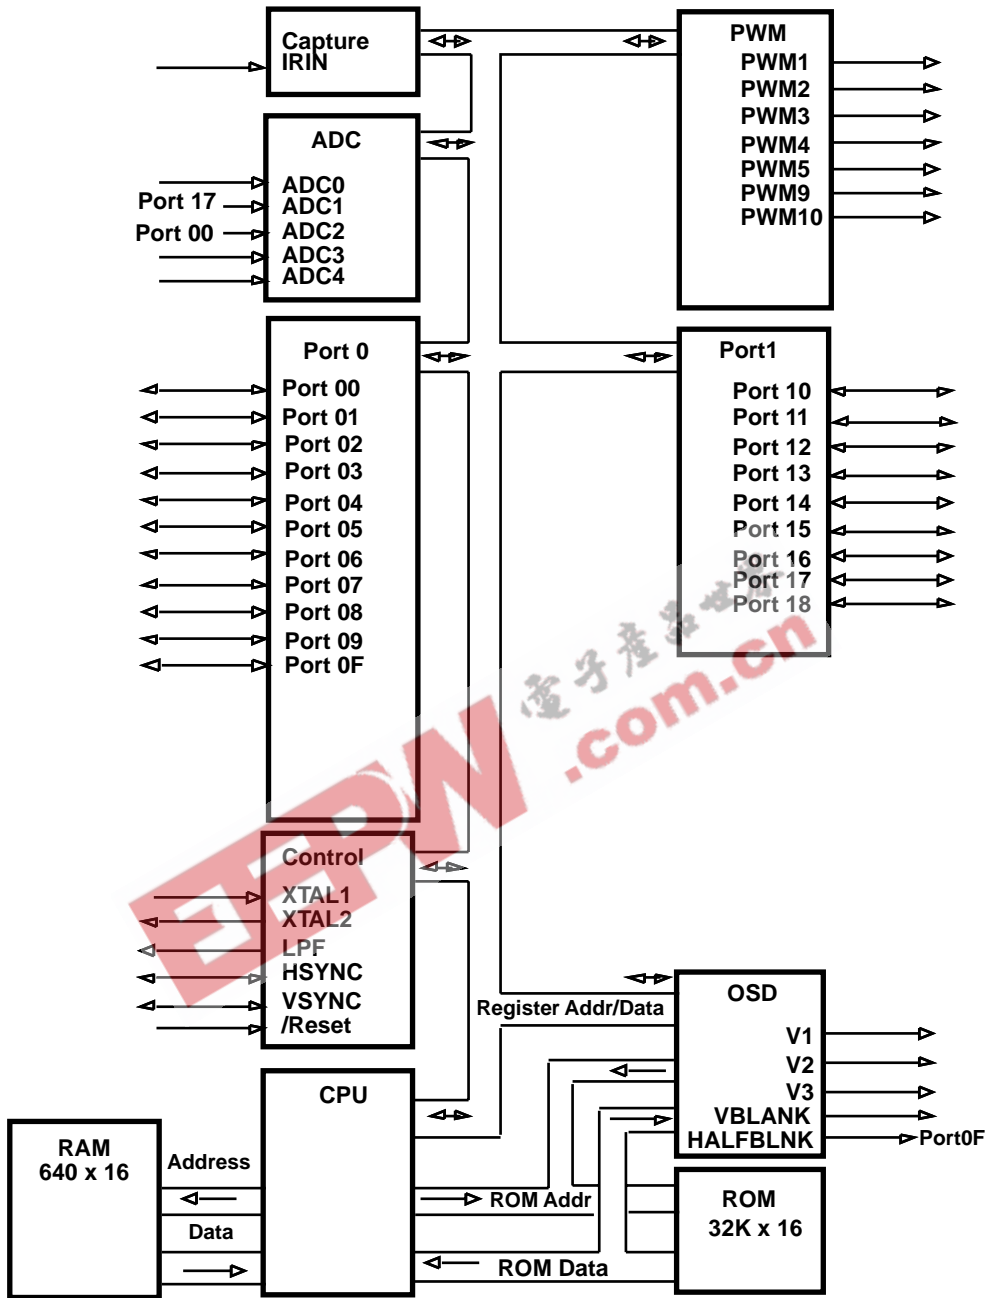 Capture
IRIN
PWM
PWM1
PWM2
PWM3
PWM4
PWM5
PWM9
PWM10
ADC
ADC0
Port 17
ADC1
Port 00
ADC2
ADC3
ADC4
Port 0
Port 00
Port 01
Port 02
Port 03
Port 04
Port 05
Port 06
Port 07
Port 08
Port 09
Port 0F
Port1
Port 10
Port 11
Port 12
Port 13
Port 14
Port 15
Port 16
Port 17
Port 18
電子產品世界
EEPW
.com.cn
Control
XTAL1
XTAL2
LPF
HSYNC
VSYNC
/Reset
Register Addr/Data
OSD
V1
V2
V3
VBLANK
HALFBLNK
Port0F
CPU
RAM
640 x 16
Address
Data
ROM Addr
ROM Data
ROM
32K x 16